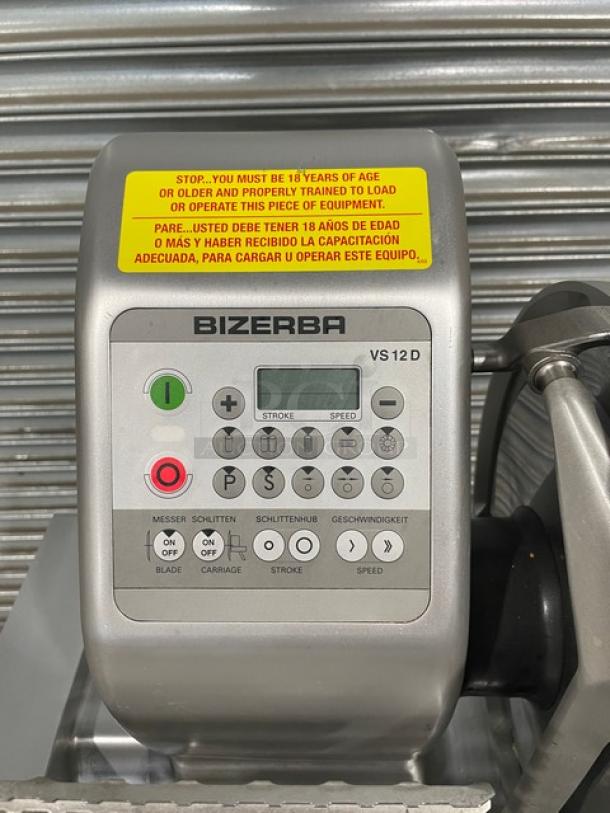 STOP...YOU MUST BE 18 YEARS OF AGE
OR OLDER AND PROPERLY TRAINED TO LOAD
OR OPERATE THIS PIECE OF EQUIPMENT.
PARE...USTED DEBE TENER 18 AÑOS DE EDAD
O MÁS Y HABER RECIBIDO LA CAPACITACIÓN
ADECUADA, PARA CARGAR U OPERAR ESTE EQUIPO.
BIZERBA
VS 12 D
I
+
−
STROKE SPEED
O
P S
MESSER SCHLITTEN SCHLITTENHUB GESCHWINDIGKEIT
ON ON
OFF OFF
BLADE CARRIAGE STROKE SPEED